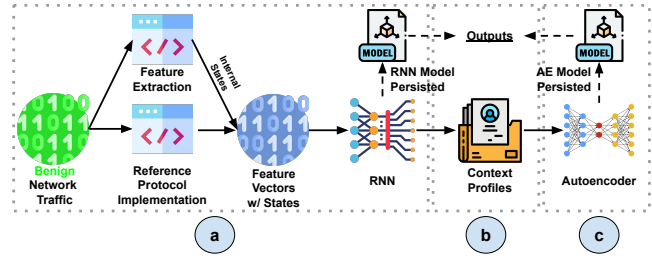 MODEL
Outputs
MODEL
</>
Feature
Extraction
Internal
States
RNN Model
Persisted
AE Model
Persisted
</>
Benign
Network
Traffic
Reference
Protocol
Implementation
Feature
Vectors
w/ States
RNN
Context
Profiles
Autoencoder
a
b
c